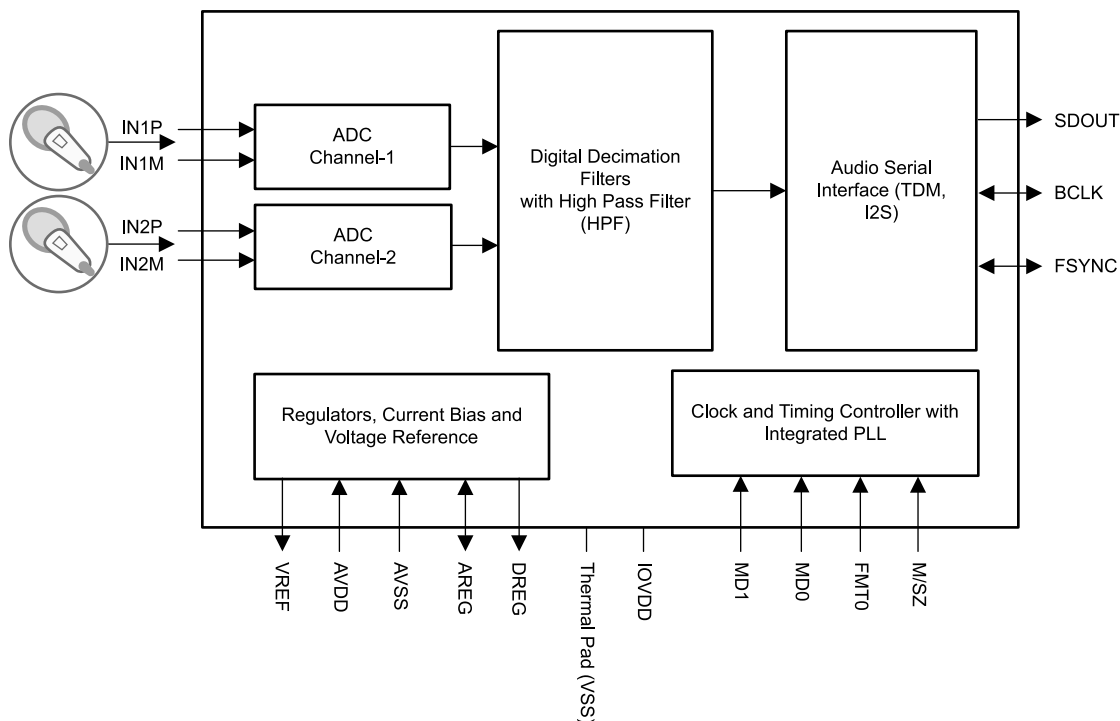 IN1P
IN1M
IN2P
IN2M
ADC
Channel-1
ADC
Channel-2
Digital Decimation
Filters
with High Pass Filter
(HPF)
Audio Serial
Interface (TDM,
I2S)
SDOUT
BCLK
FSYNC
Regulators, Current Bias and
Voltage Reference
Clock and Timing Controller with
Integrated PLL
VREF
AVDD
AVSS
AREG
DREG
Thermal Pad (VSS)
IOVDD
MD1
MD0
FMT0
M/SZ